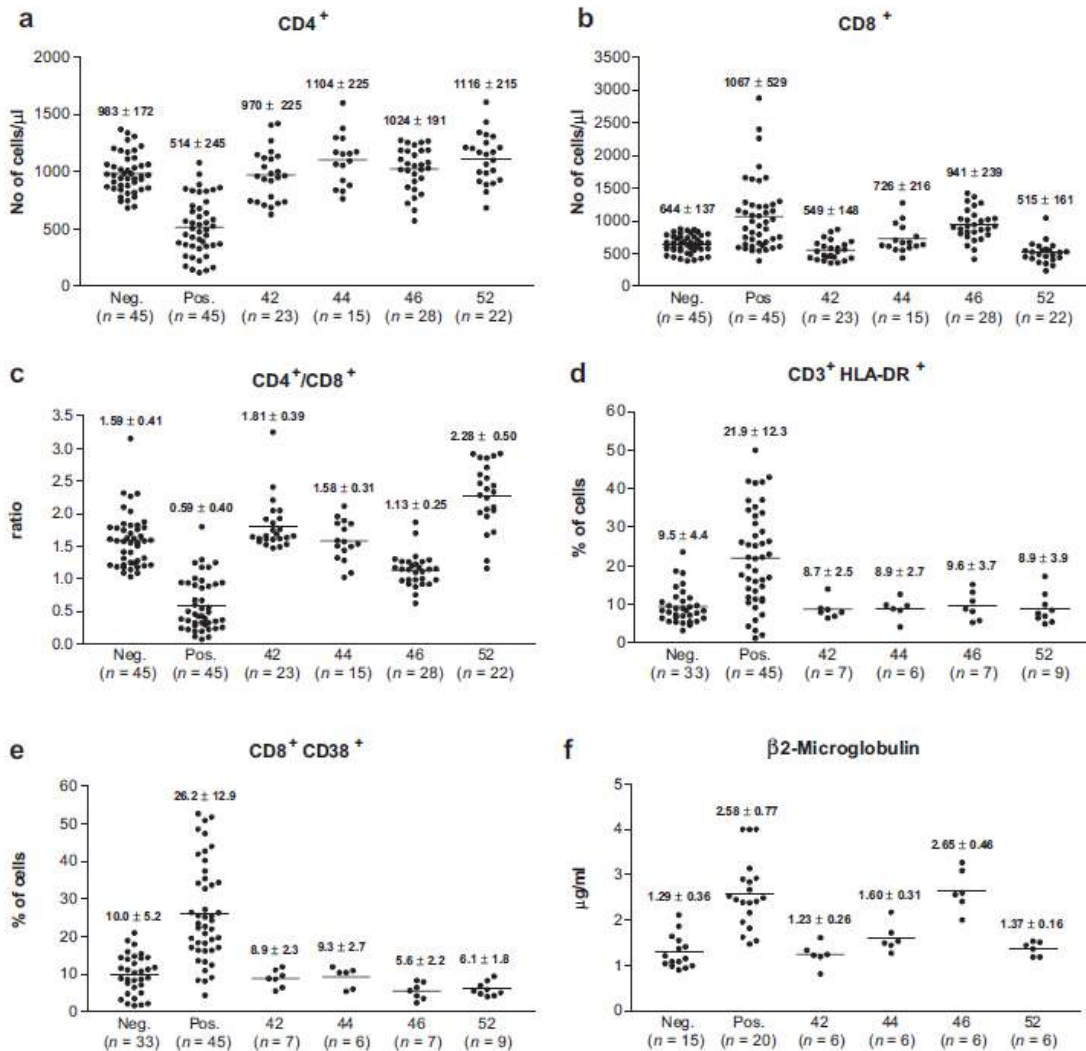 a
CD4 +
No of cells/µl
2000
1500
1000
500
0
983 ± 172
514 ± 245
970 ± 225
1104 ± 225
1024 ± 191
1116 ± 215
Neg. Pos. 42 44 46 52
(n = 45) (n = 45) (n = 23) (n = 15) (n = 28) (n = 22)
b
CD8 +
No of cells/µl
3500
3000
2500
2000
1500
1000
500
0
644 ± 137
1067 ± 529
549 ± 148
726 ± 216
941 ± 239
515 ± 161
Neg. Pos 42 44 46 52
(n = 45) (n = 45) (n = 23) (n = 15) (n = 28) (n = 22)
c
CD4+/CD8+
ratio
3.5
3.0
2.5
2.0
1.5
1.0
0.5
0.0
1.59 ± 0.41
0.59 ± 0.40
1.81 ± 0.39
1.58 ± 0.31
1.13 ± 0.25
2.28 ± 0.50
Neg. Pos. 42 44 46 52
(n = 45) (n = 45) (n = 23) (n = 15) (n = 28) (n = 22)
d
CD3+ HLA-DR +
% of cells
60
50
40
30
20
10
0
9.5 ± 4.4
21.9 ± 12.3
8.7 ± 2.5
8.9 ± 2.7
9.6 ± 3.7
8.9 ± 3.9
Neg. Pos. 42 44 46 52
(n = 33) (n = 45) (n = 7) (n = 6) (n = 7) (n = 9)
e
CD8+ CD38 +
% of cells
60
50
40
30
20
10
0
10.0 ± 5.2
26.2 ± 12.9
8.9 ± 2.3
9.3 ± 2.7
5.6 ± 2.2
6.1 ± 1.8
Neg. Pos. 42 44 46 52
(n = 33) (n = 45) (n = 7) (n = 6) (n = 7) (n = 9)
f
β2-Microglobulin
µg/ml
5
4
3
2
1
0
1.29 ± 0.36
2.58 ± 0.77
1.23 ± 0.26
1.60 ± 0.31
2.65 ± 0.46
1.37 ± 0.16
Neg. Pos. 42 44 46 52
(n = 15) (n = 20) (n = 6) (n = 6) (n = 6) (n = 6)